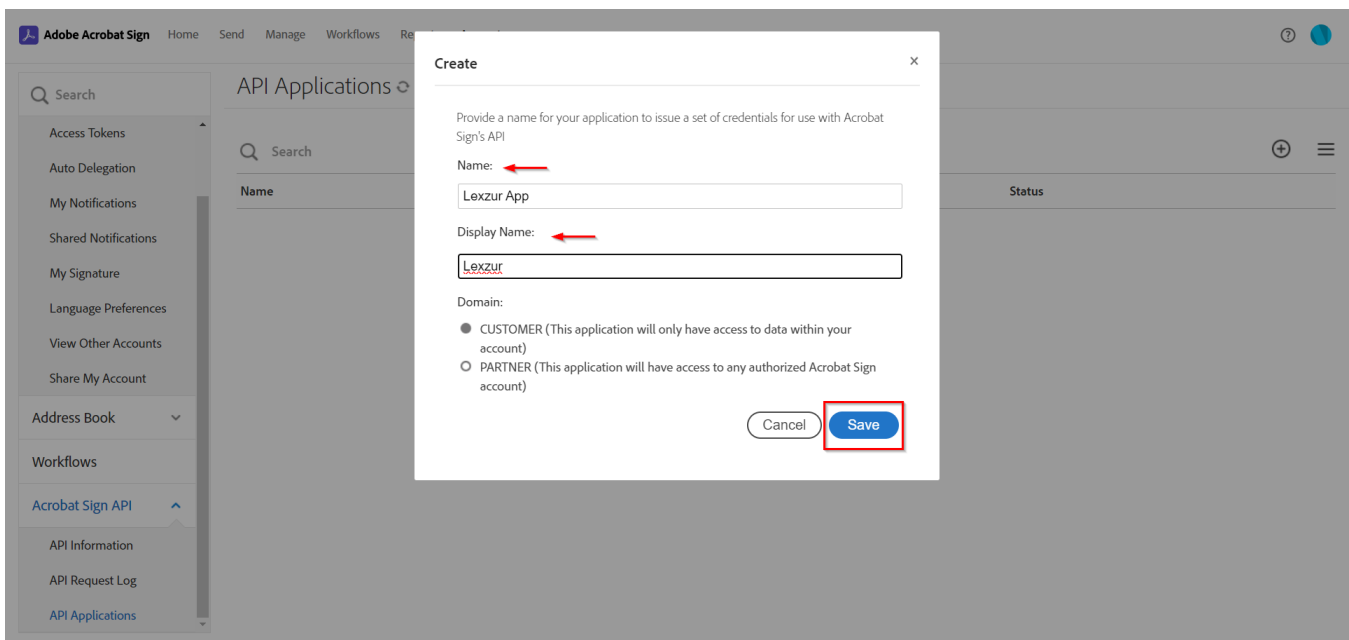 Adobe Acrobat Sign Home Send Manage Workflows
Search
Access Tokens
Auto Delegation
My Notifications
Shared Notifications
My Signature
Language Preferences
View Other Accounts
Share My Account
Address Book
Workflows
Acrobat Sign API
API Information
API Request Log
API Applications
API Applications
Search
Name
Status
Create
×
Provide a name for your application to issue a set of credentials for use with Acrobat
Sign's API
Name:
Lexzur App
Display Name:
Lexzur
Domain:
CUSTOMER (This application will only have access to data within your
account)
PARTNER (This application will have access to any authorized Acrobat Sign
account)
Cancel Save